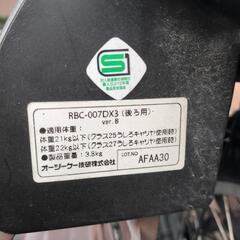 RBC-007DX3 (後ろ用)
ver.B
●適用体重:
体重21kg以下(クラス25うしろキャリヤ使用時)
体重22kg以下(クラス27うしろキャリヤ使用時)
●製品質量:3.8kg
オージーケー技研株式会社
LOT.NO
AFAA30